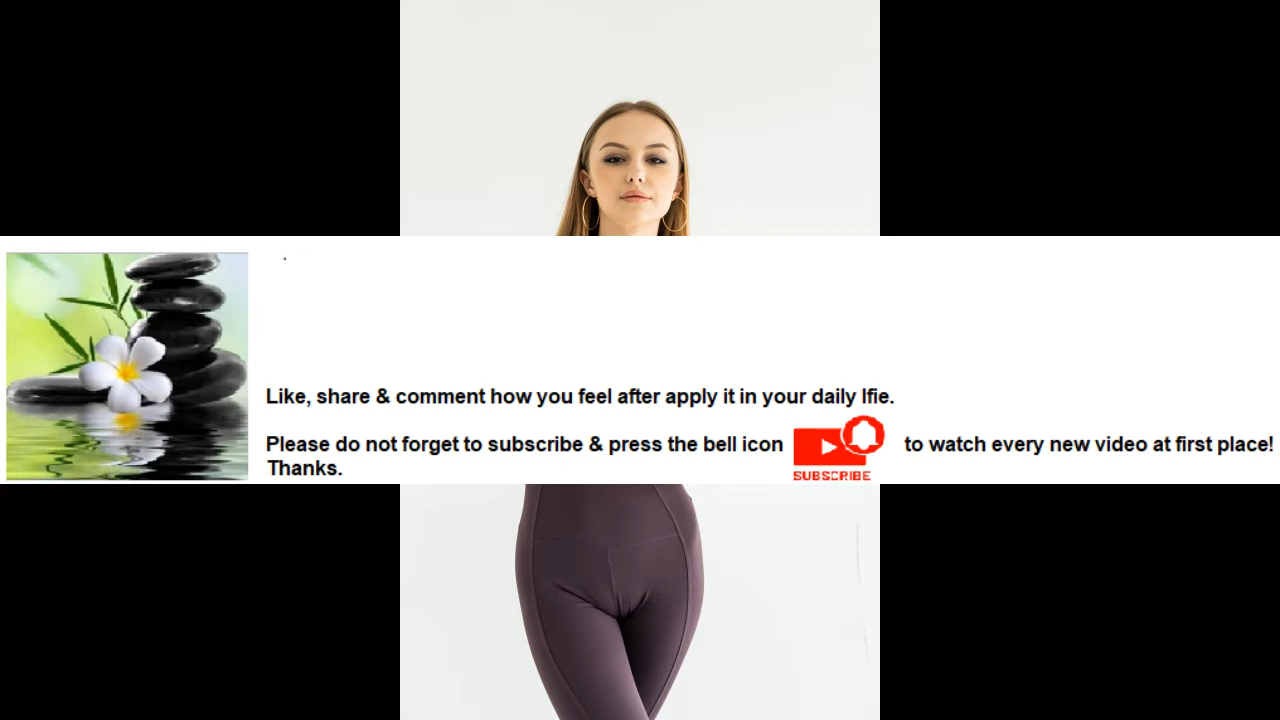 .
Like, share & comment how you feel after apply it in your daily lfie.
Please do not forget to subscribe & press the bell icon SUBSCRIBE to watch every new video at first place!
Thanks.